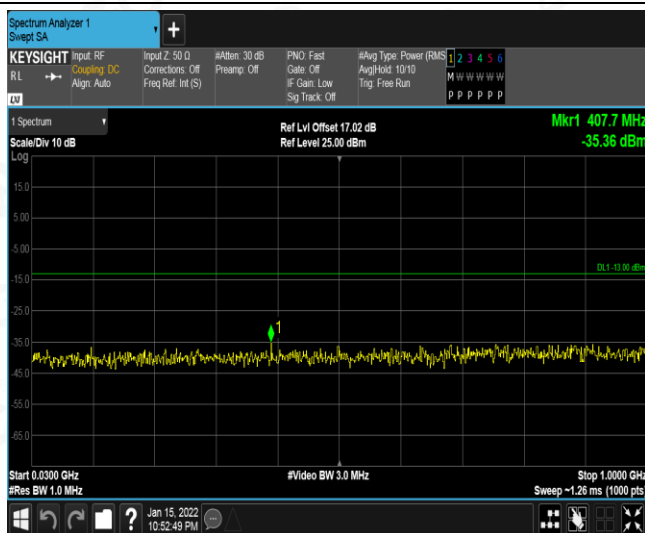 Spectrum Analyzer 1
Swept SA
+
KEYSIGHT
RL
LXI
Input: RF
Coupling: DC
Align: Auto
Input Z: 50 Ω
Corrections: Off
Freq Ref: Int (S)
#Atten: 30 dB
Preamp: Off
PNO: Fast
Gate: Off
IF Gain: Low
Sig Track: Off
#Avg Type: Power (RMS
Avg|Hold: 10/10
Trig: Free Run
1 2 3 4 5 6
M W W W W W
P P P P P P
1 Spectrum
Scale/Div 10 dB
Log
Ref Lvl Offset 17.02 dB
Ref Level 25.00 dBm
Mkr1 407.7 MHz
-35.36 dBm
15.0
5.00
-5.00
DL1 -13.00 dBm
-15.0
-25.0
1
-35.0
-45.0
-55.0
-65.0
Start 0.0300 GHz
#Res BW 1.0 MHz
#Video BW 3.0 MHz
Stop 1.0000 GHz
Sweep ~1.26 ms (1000 pts)
?
Jan 15, 2022
10:52:49 PM